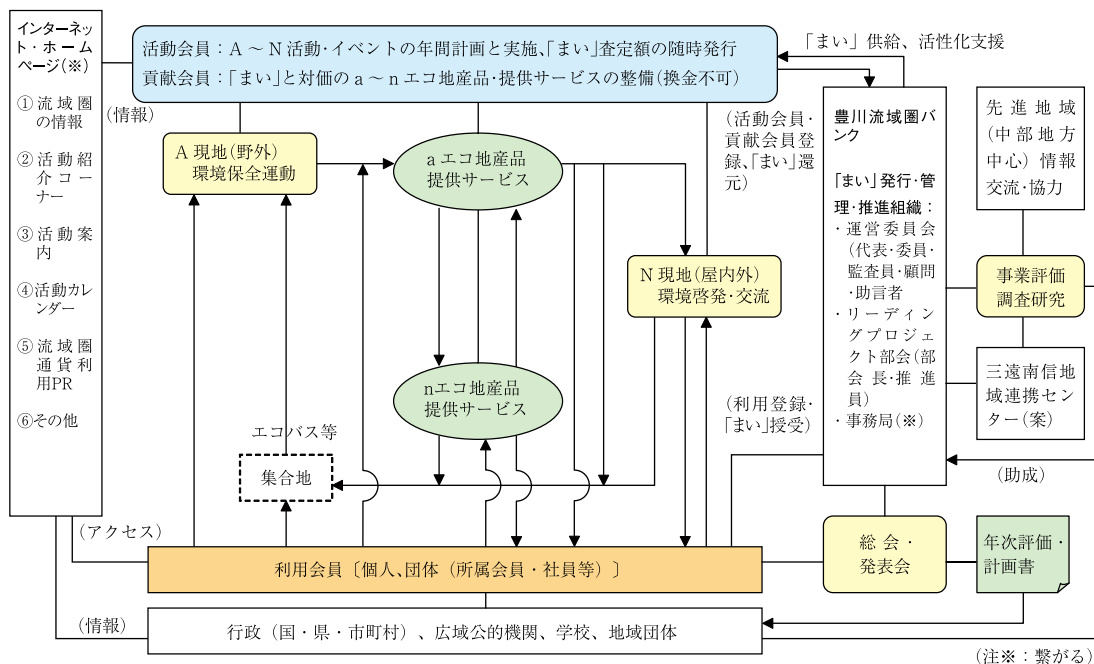 インターネッ
ト・ホーム
ページ(※)
①流域圏
の情報
②活動紹
介コー
ナー
③活動案
内
④活動カレ
ンダー
⑤流域圏
通貨利
用PR
⑥その他
活動会員：A～N活動・イベントの年間計画と実施、「まい」査定額の随時発行
貢献会員：「まい」と対価のa～nエコ地産品・提供サービスの整備(換金不可)
「まい」供給、活性化支援
(情報)
A 現地(野外)
環境保全運動
aエコ地産品
提供サービス
(活動会員・
貢献会員登
録、「まい」還
元)
N 現地(屋内外)
環境啓発・交流
nエコ地産品
提供サービス
エコバス等
集合地
(利用登録・
「まい」授受)
豊川流域圏バ
ンク
「まい」発行・管
理・推進組織：
・運営委員会
(代表・委員・
監査員・顧問
・助言者
・リーディン
グプロジェ
クト部会(部
会長・推進
員)
・事務局(※)
先進地域
(中部地方
中心)情報
交流・協力
事業評価
調査研究
三遠南信地
域連携セン
ター(案)
(助成)
(アクセス)
利用会員〔個人、団体（所属会員・社員等）〕
総会・
発表会
年次評価・
計画書
(情報)
行政（国・県・市町村）、広域公的機関、学校、地域団体
(注※：繋がる)